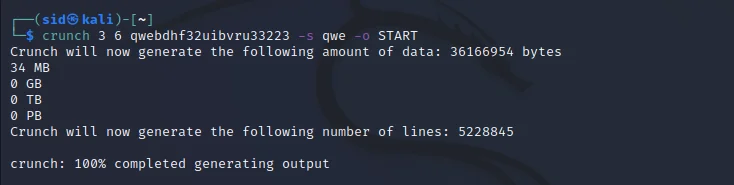 ┌──(sid㉿kali)-[~]
└─$ crunch 3 6 qwebdhf32uibvru33223 -s qwe -o START
Crunch will now generate the following amount of data: 36166954 bytes
34 MB
0 GB
0 TB
0 PB
Crunch will now generate the following number of lines: 5228845

crunch: 100% completed generating output